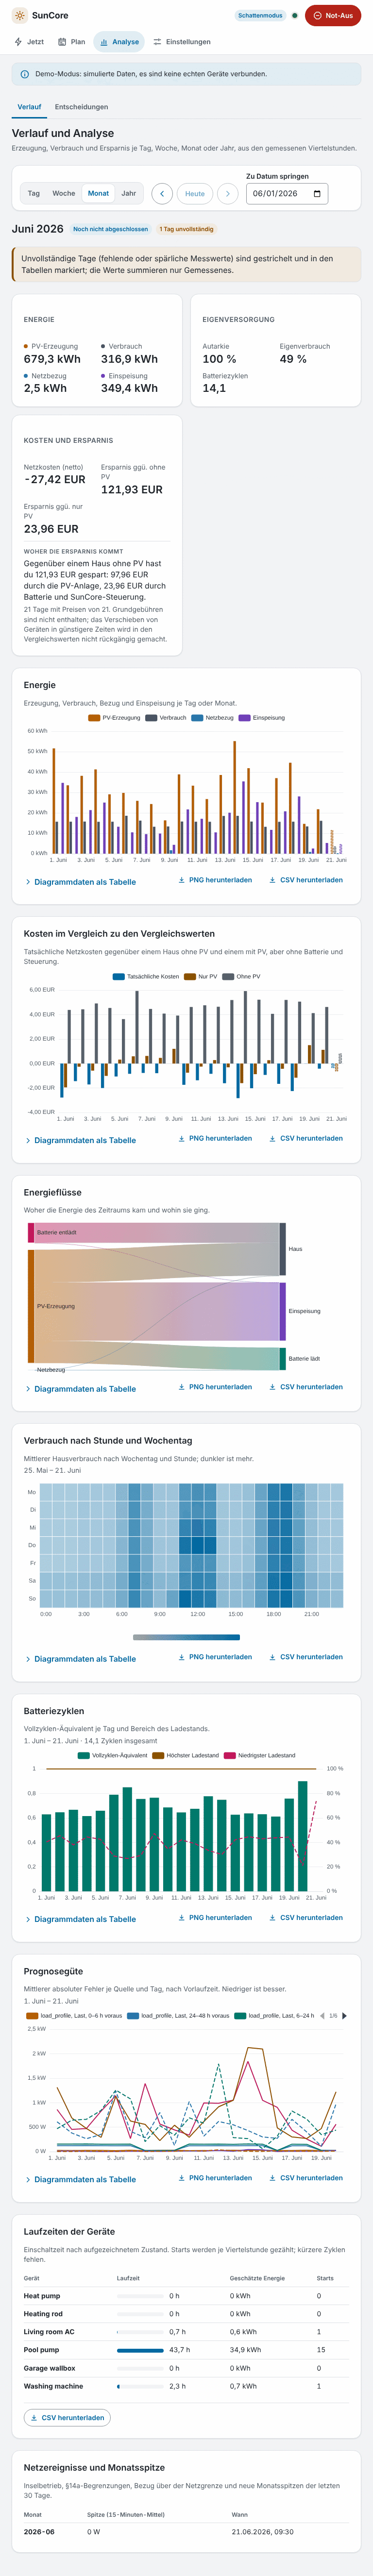 SunCore
Schattenmodus
Not-Aus
Jetzt
Plan
Analyse
Einstellungen
Demo-Modus: simulierte Daten, es sind keine echten Geräte verbunden.
Verlauf
Entscheidungen
Verlauf und Analyse
Erzeugung, Verbrauch und Ersparnis je Tag, Woche, Monat oder Jahr, aus den gemessenen Viertelstunden.
Zu Datum springen
Tag
Woche
Monat
Jahr
Heute
06/01/2026
Juni 2026
Noch nicht abgeschlossen
1 Tag unvollständig
Unvollständige Tage (fehlende oder spärliche Messwerte) sind gestrichelt und in den
Tabellen markiert; die Werte summieren nur Gemessenes.
ENERGIE
PV-Erzeugung
679,3 kWh
Verbrauch
316,9 kWh
Netzbezug
2,5 kWh
Einspeisung
349,4 kWh
EIGENVERSORGUNG
Autarkie
100 %
Eigenverbrauch
49 %
Batteriezyklen
14,1
KOSTEN UND ERSPARNIS
Netzkosten (netto)
-27,42 EUR
Ersparnis ggü. ohne
PV
121,93 EUR
Ersparnis ggü. nur
PV
23,96 EUR
WOHER DIE ERSPARNIS KOMMT
Gegenüber einem Haus ohne PV hast
du 121,93 EUR gespart: 97,96 EUR
durch die PV-Anlage, 23,96 EUR durch
Batterie und SunCore-Steuerung.
21 Tage mit Preisen von 21. Grundgebühren
sind nicht enthalten; das Verschieben von
Geräten in günstigere Zeiten wird in den
Vergleichswerten nicht rückgängig gemacht.
Energie
Erzeugung, Verbrauch, Bezug und Einspeisung je Tag oder Monat.
PV-Erzeugung
Verbrauch
Netzbezug
Einspeisung
60 kWh
50 kWh
40 kWh
30 kWh
20 kWh
10 kWh
0 kWh
1. Juni 3. Juni 5. Juni 7. Juni 9. Juni 11. Juni 13. Juni 15. Juni 17. Juni 19. Juni 21. Juni
Diagrammdaten als Tabelle
PNG herunterladen
CSV herunterladen
Kosten im Vergleich zu den Vergleichswerten
Tatsächliche Netzkosten gegenüber einem Haus ohne PV und einem mit PV, aber ohne Batterie und
Steuerung.
Tatsächliche Kosten
Nur PV
Ohne PV
6,00 EUR
4,00 EUR
2,00 EUR
0,00 EUR
-2,00 EUR
-4,00 EUR
1. Juni 3. Juni 5. Juni 7. Juni 9. Juni 11. Juni 13. Juni 15. Juni 17. Juni 19. Juni 21. Juni
Diagrammdaten als Tabelle
PNG herunterladen
CSV herunterladen
Energieflüsse
Woher die Energie des Zeitraums kam und wohin sie ging.
Batterie entlädt
Haus
PV-Erzeugung
Einspeisung
Batterie lädt
Netzbezug
Diagrammdaten als Tabelle
PNG herunterladen
CSV herunterladen
Verbrauch nach Stunde und Wochentag
Mittlerer Hausverbrauch nach Wochentag und Stunde; dunkler ist mehr.
25. Mai – 21. Juni
Mo
Di
Mi
Do
Fr
Sa
So
0:00 3:00 6:00 9:00 12:00 15:00 18:00 21:00
Diagrammdaten als Tabelle
PNG herunterladen
CSV herunterladen
Batteriezyklen
Vollzyklen-Äquivalent je Tag und Bereich des Ladestands.
1. Juni – 21. Juni · 14,1 Zyklen insgesamt
Vollzyklen-Äquivalent
Höchster Ladestand
Niedrigster Ladestand
1 100 %
0,8 80 %
0,6 60 %
0,4 40 %
0,2 20 %
0 0 %
1. Juni 3. Juni 5. Juni 7. Juni 9. Juni 11. Juni 13. Juni 15. Juni 17. Juni 19. Juni 21. Juni
Diagrammdaten als Tabelle
PNG herunterladen
CSV herunterladen
Prognosegüte
Mittlerer absoluter Fehler je Quelle und Tag, nach Vorlaufzeit. Niedriger ist besser.
1. Juni – 21. Juni
load_profile, Last, 0–6 h voraus
load_profile, Last, 24–48 h voraus
load_profile, Last, 6–24 h
1/6
2,5 kW
2 kW
1,5 kW
1 kW
500 W
0 W
1. Juni 3. Juni 5. Juni 7. Juni 9. Juni 11. Juni 13. Juni 15. Juni 17. Juni 19. Juni
Diagrammdaten als Tabelle
PNG herunterladen
CSV herunterladen
Laufzeiten der Geräte
Einschaltzeit nach aufgezeichnetem Zustand. Starts werden je Viertelstunde gezählt; kürzere Zyklen
fehlen.
Gerät Laufzeit Geschätzte Energie Starts
Heat pump 0 h 0 kWh 0
Heating rod 0 h 0 kWh 0
Living room AC 0,7 h 0,6 kWh 1
Pool pump 43,7 h 34,9 kWh 15
Garage wallbox 0 h 0 kWh 0
Washing machine 2,3 h 0,7 kWh 1
CSV herunterladen
Netzereignisse und Monatsspitze
Inselbetrieb, §14a-Begrenzungen, Bezug über der Netzgrenze und neue Monatsspitzen der letzten
30 Tage.
Monat Spitze (15-Minuten-Mittel) Wann
2026-06 0 W 21.06.2026, 09:30